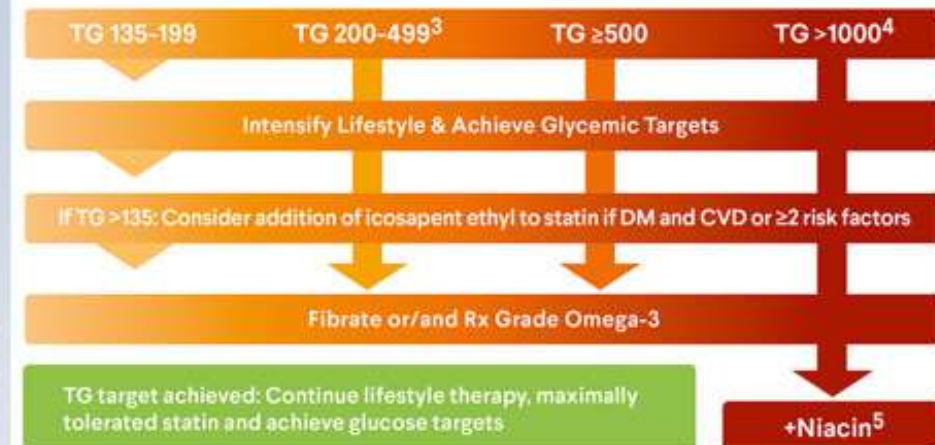 TG 135-199 TG 200-499³ TG ≥500 TG >1000⁴
Intensify Lifestyle & Achieve Glycemic Targets
If TG >135: Consider addition of icosapent ethyl to statin if DM and CVD or ≥2 risk factors
Fibrate or/and Rx Grade Omega-3
TG target achieved: Continue lifestyle therapy, maximally
tolerated statin and achieve glucose targets
+Niacin⁵